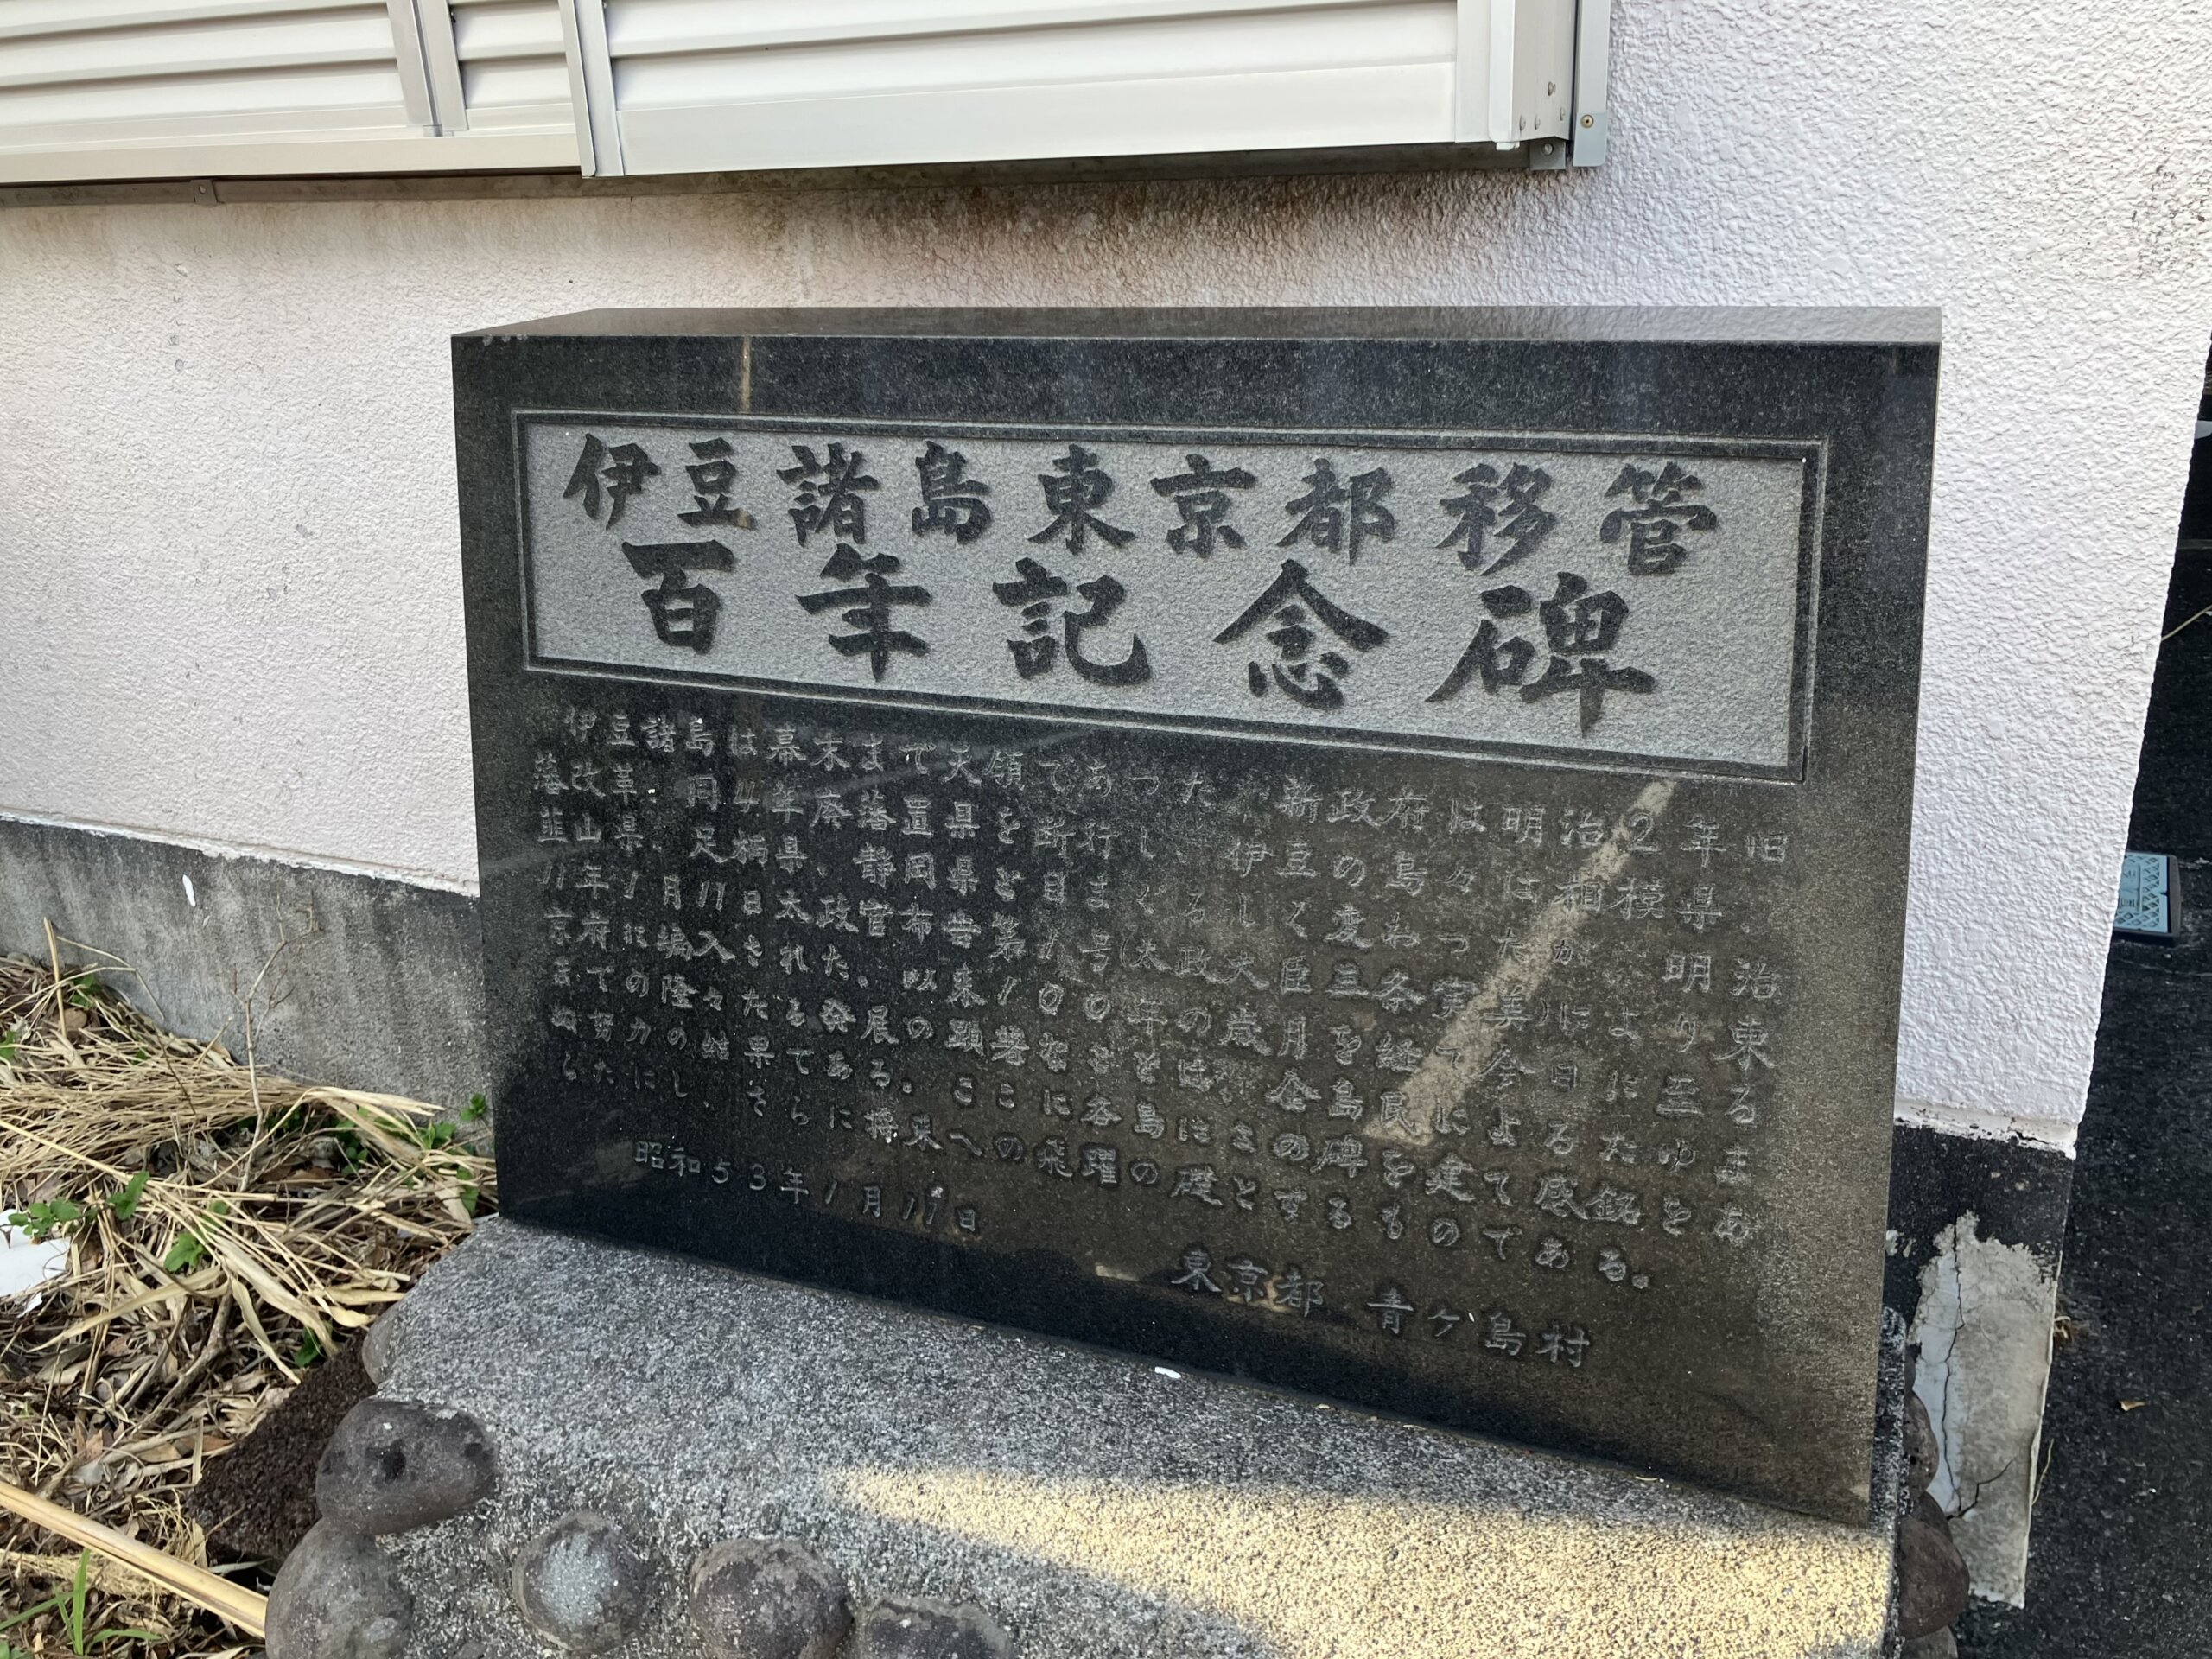 伊豆諸島東京都移管
百年記念碑
伊豆諸島は幕末まで天領であつた。新政府は明治2年旧
藩改革、同4年廃藩置県を断行し、伊豆の島々は相模県、
韮山県、足柄県、静岡県と目まぐるしく変わつたが、明治
11年1月11日太政官布告第1号(太政大臣三条実美)により東
京府に編入された。以来100年の歳月を経て今日に至るま
での隆々たる発展の顕著なことは、全島民によるたゆま
ぬ努力の結果である。ここに各島にこの碑を建て感銘をあ
らたにし、さらに将来への飛躍の礎とするものである。
昭和53年1月11日
東京都 青ヶ島村